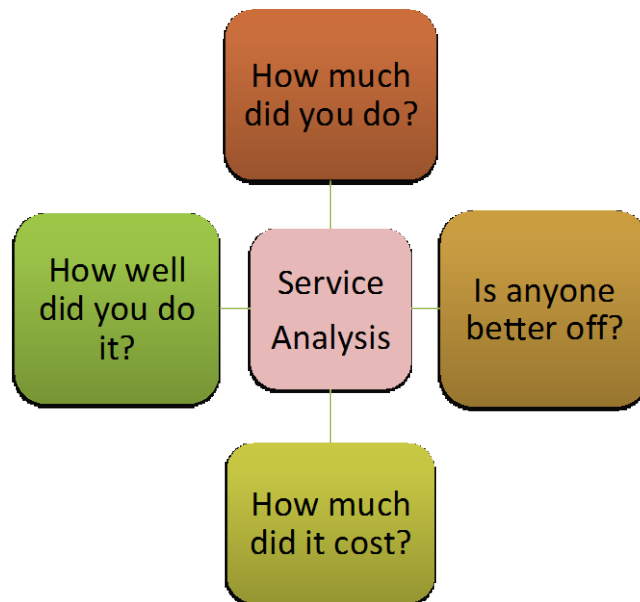 How much
did you do?
How well
did you do
it?
Service
Analysis
Is anyone
better off?
How much
did it cost?